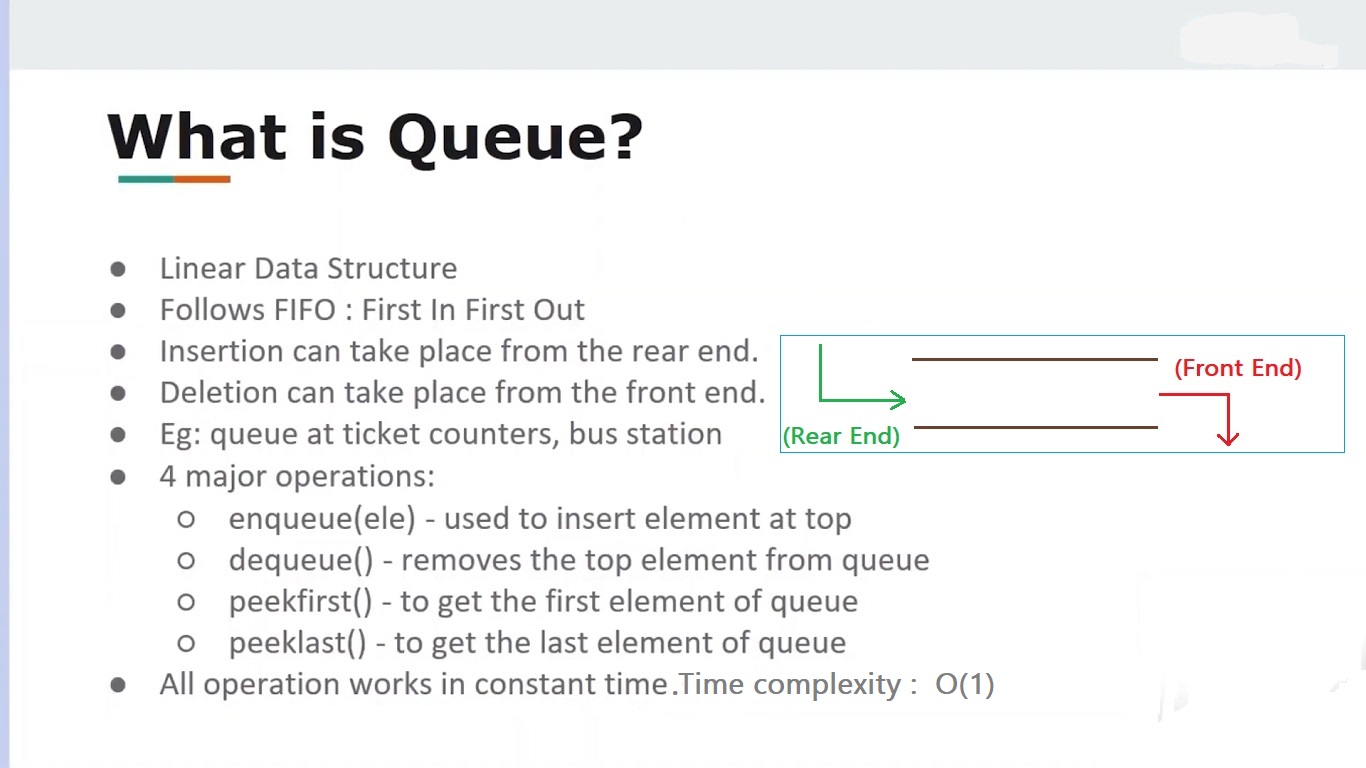 What is Queue?
● Linear Data Structure
● Follows FIFO : First In First Out
● Insertion can take place from the rear end.
● Deletion can take place from the front end.
● Eg: queue at ticket counters, bus station
● 4 major operations:
○ enqueue(ele) - used to insert element at top
○ dequeue() - removes the top element from queue
○ peekfirst() - to get the first element of queue
○ peeklast() - to get the last element of queue
● All operation works in constant time.Time complexity : O(1)
(Front End)
(Rear End)